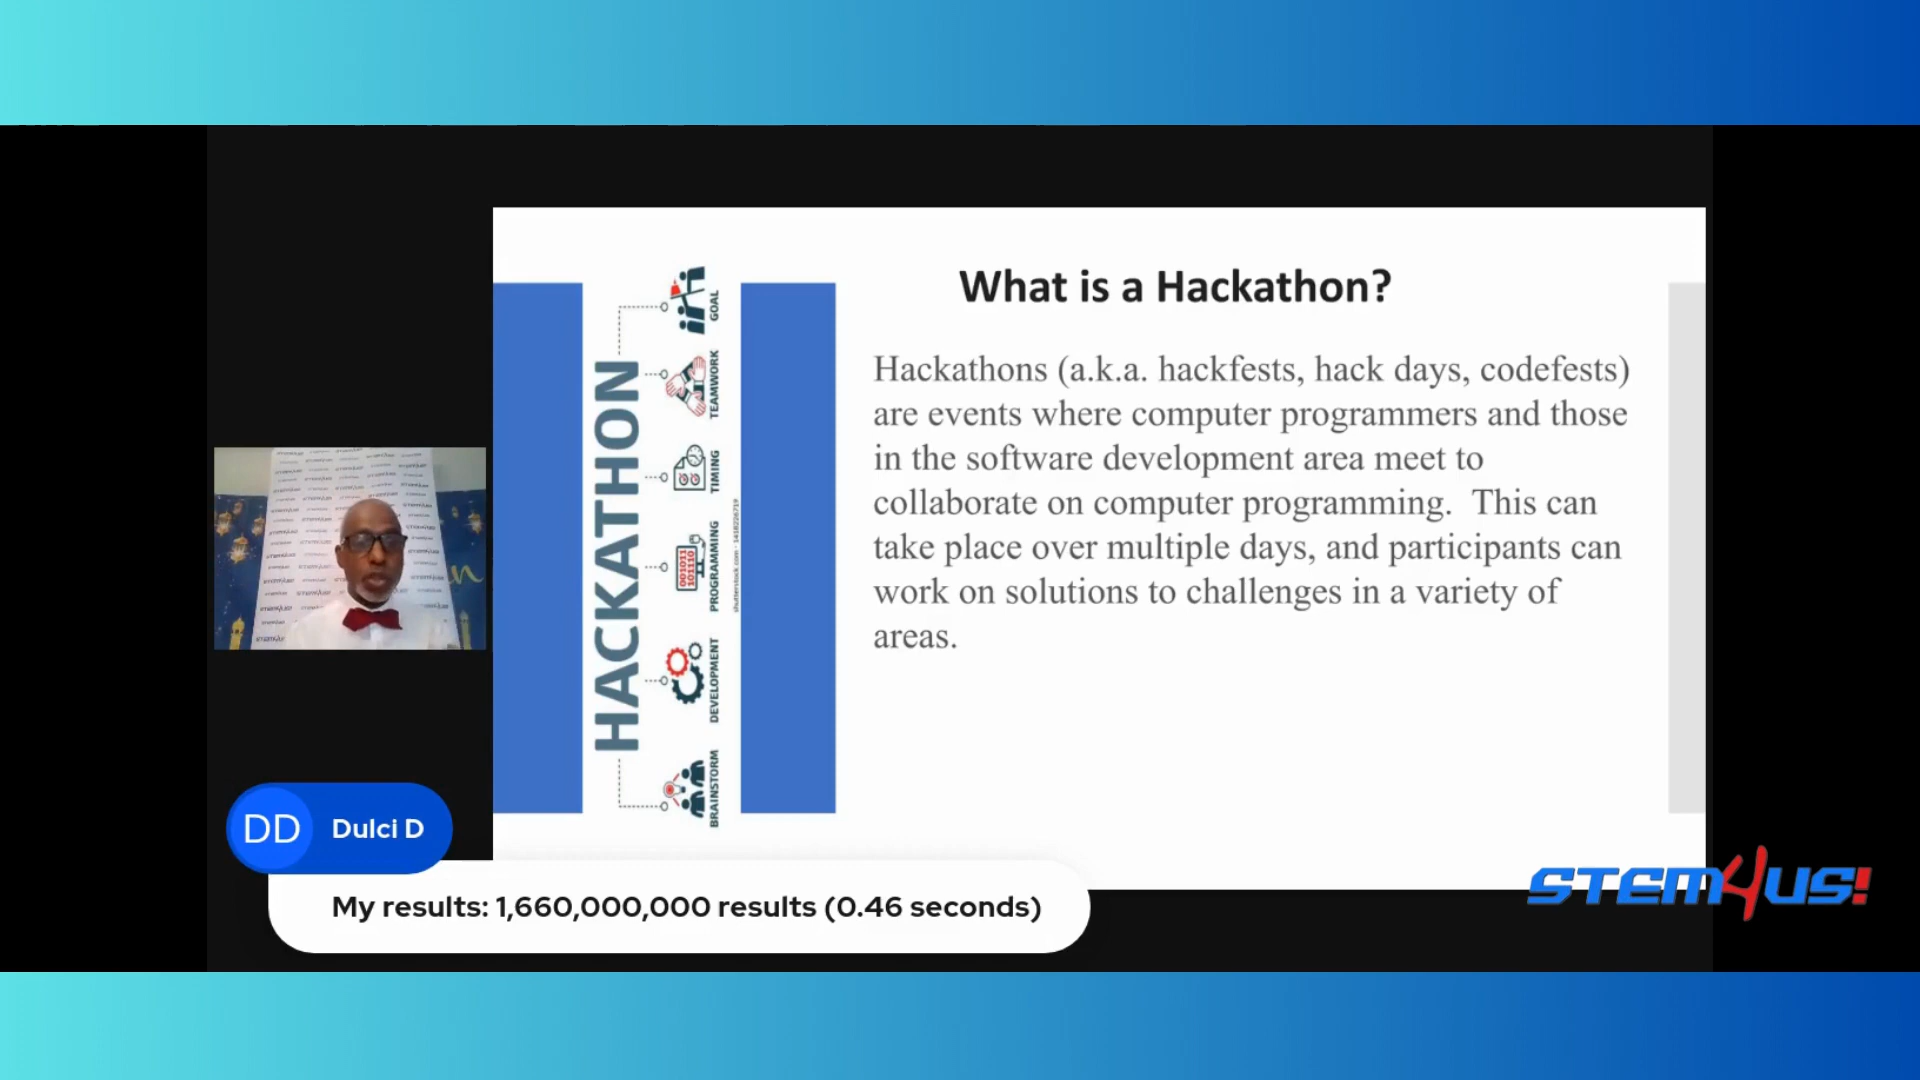 What is a Hackathon?
Hackathons (a.k.a. hackfests, hack days, codefests)
are events where computer programmers and those
in the software development area meet to
collaborate on computer programming. This can
take place over multiple days, and participants can
work on solutions to challenges in a variety of
areas.
HACKATHON
BRAINSTORM
DEVELOPMENT
PROGRAMMING
001011
101110
TIMING
TEAMWORK
GOAL
shutterstock.com · 1418226719
DD Dulci D
My results: 1,660,000,000 results (0.46 seconds)
STEM4US!